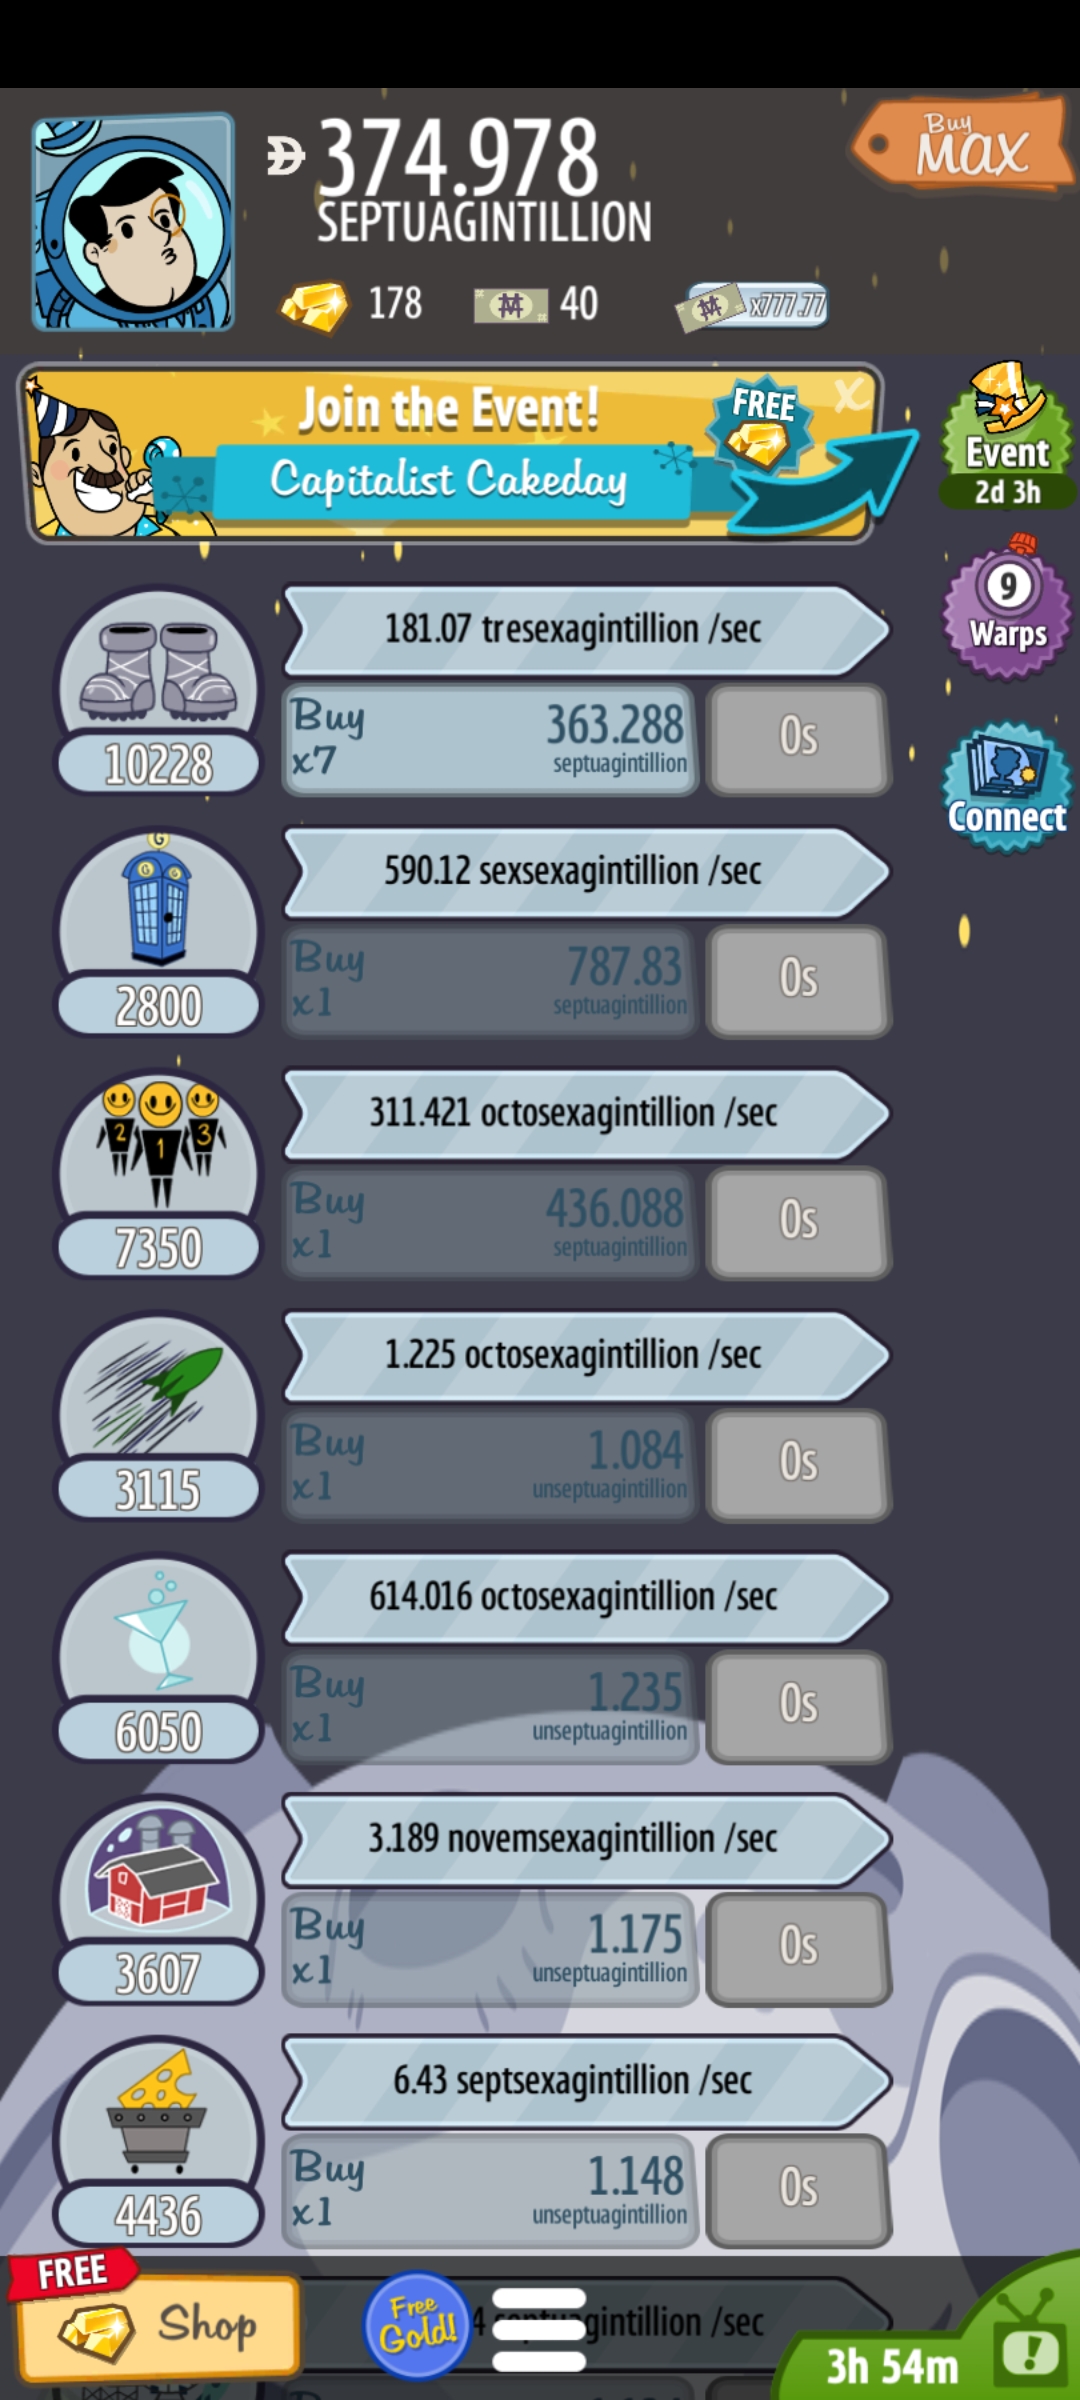 Buy
MAX
374.978
SEPTUAGINTILLION
178
40
x777.77
Join the Event!
FREE
X
Capitalist Cakeday
Event
2d 3h
9
Warps
Connect
181.07 tresexagintillion /sec
Buy
x7
363.288
septuagintillion
0s
10228
590.12 sexsexagintillion /sec
G
G
G
Buy
x1
787.83
septuagintillion
0s
2800
311.421 octosexagintillion /sec
2
1
3
Buy
x1
436.088
septuagintillion
0s
7350
1.225 octosexagintillion /sec
Buy
x1
1.084
unseptuagintillion
0s
3115
614.016 octosexagintillion /sec
Buy
x1
1.235
unseptuagintillion
0s
6050
3.189 novemsexagintillion /sec
Buy
x1
1.175
unseptuagintillion
0s
3607
6.43 septsexagintillion /sec
Buy
x1
1.148
unseptuagintillion
0s
4436
FREE
Shop
Free
Gold!
/sec
!
3h 54m